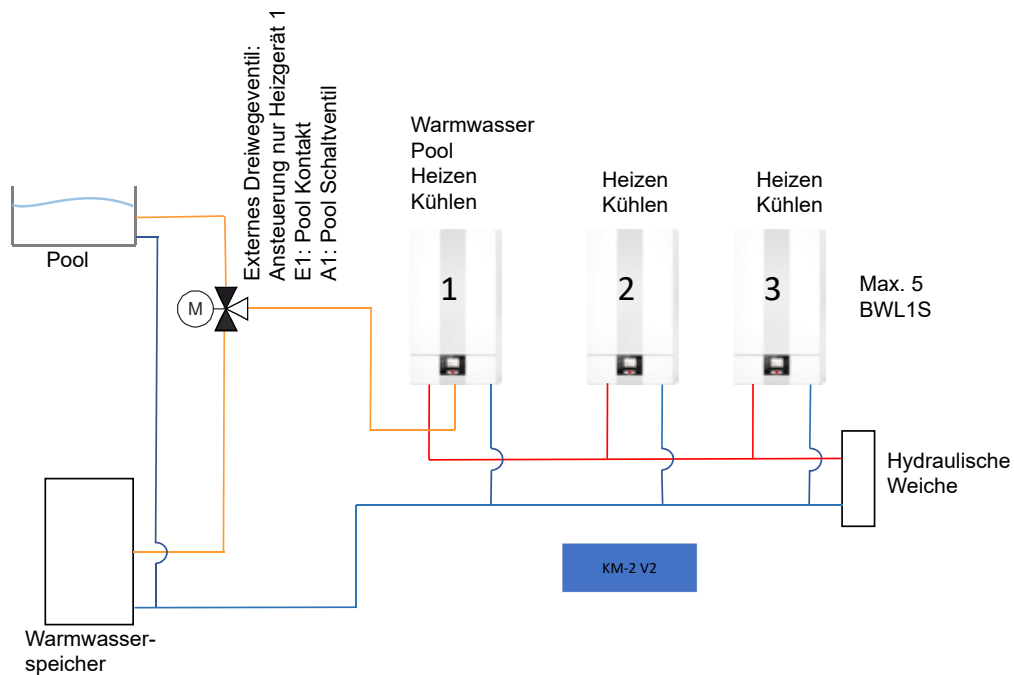 Externes Dreiwegeventil:
Ansteuerung nur Heizgerät 1
E1: Pool Kontakt
A1: Pool Schaltventil
Warmwasser
Pool
Heizen
Kühlen
Heizen
Kühlen
Heizen
Kühlen
Pool
M
1
2
3
Max. 5
BWL1S
Hydraulische
Weiche
KM-2 V2
Warmwasser-
speicher